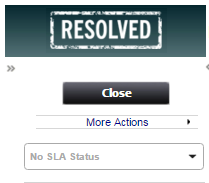 RESOLVED
Close
More Actions
No SLA Status